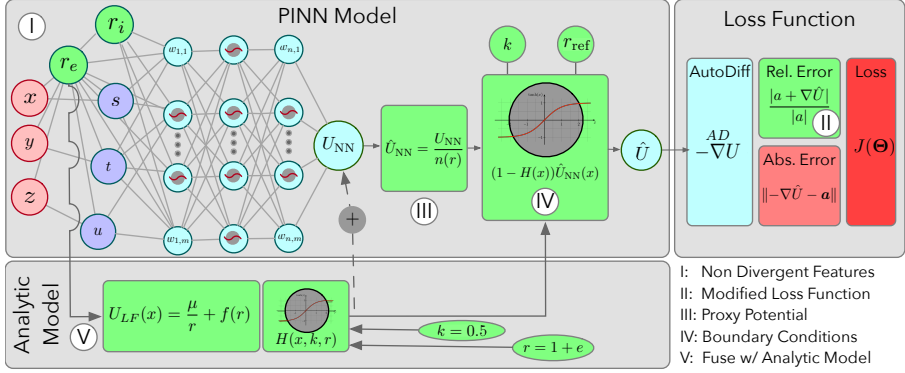 I
PINN Model
Loss Function
r_i
r_e
x
y
z
s
t
u
w_{1,1}
w_{n,1}
w_{1,m}
w_{n,m}
U_NN
+
Û_NN = U_NN / n(r)
III
k
r_ref
(1 − H(x))Û_NN(x)
IV
Û
AutoDiff
AD
−∇U
Rel. Error
|a + ∇Û|
|a|
II
Abs. Error
‖−∇Û − a‖
Loss
J(Θ)
Analytic
Model
V
U_LF(x) = μ/r + f(r)
H(x, k, r)
k = 0.5
r = 1 + e
I: Non Divergent Features
II: Modified Loss Function
III: Proxy Potential
IV: Boundary Conditions
V: Fuse w/ Analytic Model